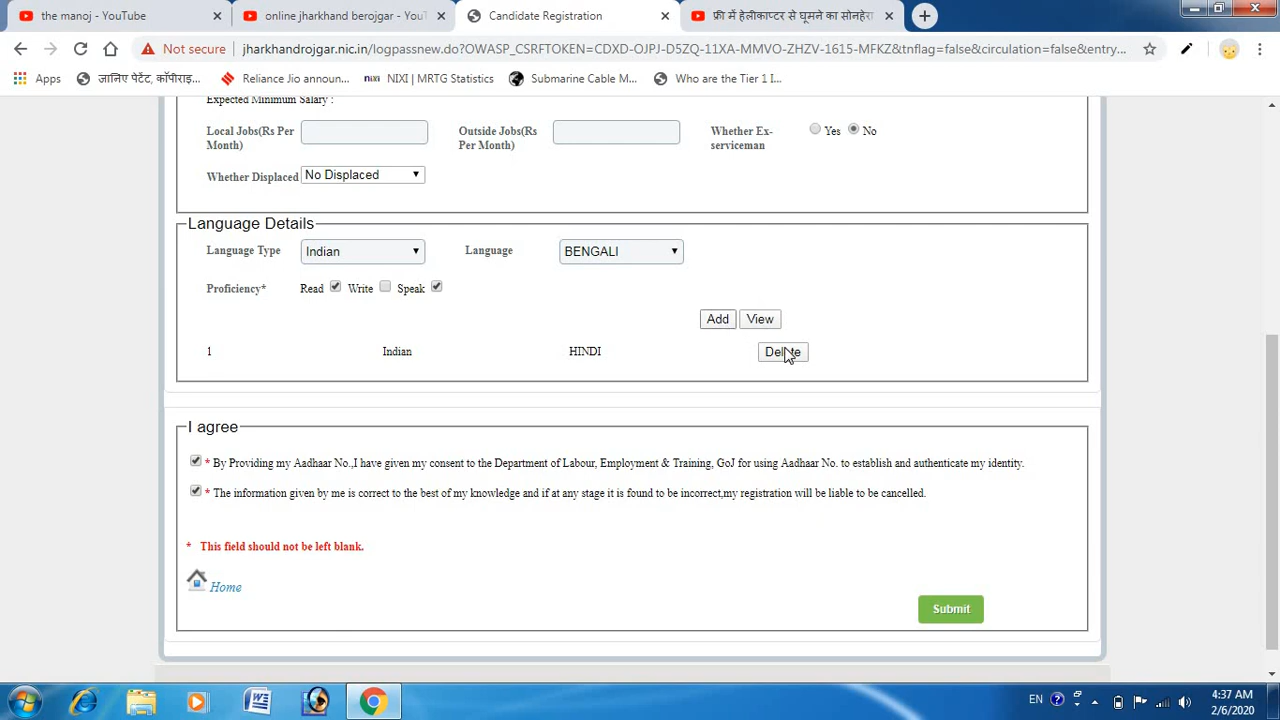 the manoj - YouTube
online jharkhand berojgar - YouT
Candidate Registration
फ्री में हेलीकाप्टर से घूमने का सोनहेरा
Not secure
jharkhandrojgar.nic.in/logpassnew.do?OWASP_CSRFTOKEN=CDXD-OJPJ-D5ZQ-11XA-MMVO-ZHZV-1615-MFKZ&tnflag=false&circulation=false&entry...
Apps
जानिए पेटेंट, कॉपीराइ...
Reliance Jio announ...
nixi NIXI | MRTG Statistics
Submarine Cable M...
Who are the Tier 1 I...
Expected Minimum Salary :
Local Jobs(Rs Per Month)
Outside Jobs(Rs Per Month)
Whether Ex-serviceman
Yes No
Whether Displaced No Displaced
Language Details
Language Type Indian Language BENGALI
Proficiency* Read Write Speak
Add View
1 Indian HINDI Delete
I agree
* By Providing my Aadhaar No.,I have given my consent to the Department of Labour, Employment & Training, GoJ for using Aadhaar No. to establish and authenticate my identity.
* The information given by me is correct to the best of my knowledge and if at any stage it is found to be incorrect,my registration will be liable to be cancelled.
* This field should not be left blank.
Home
Submit
EN
4:37 AM
2/6/2020